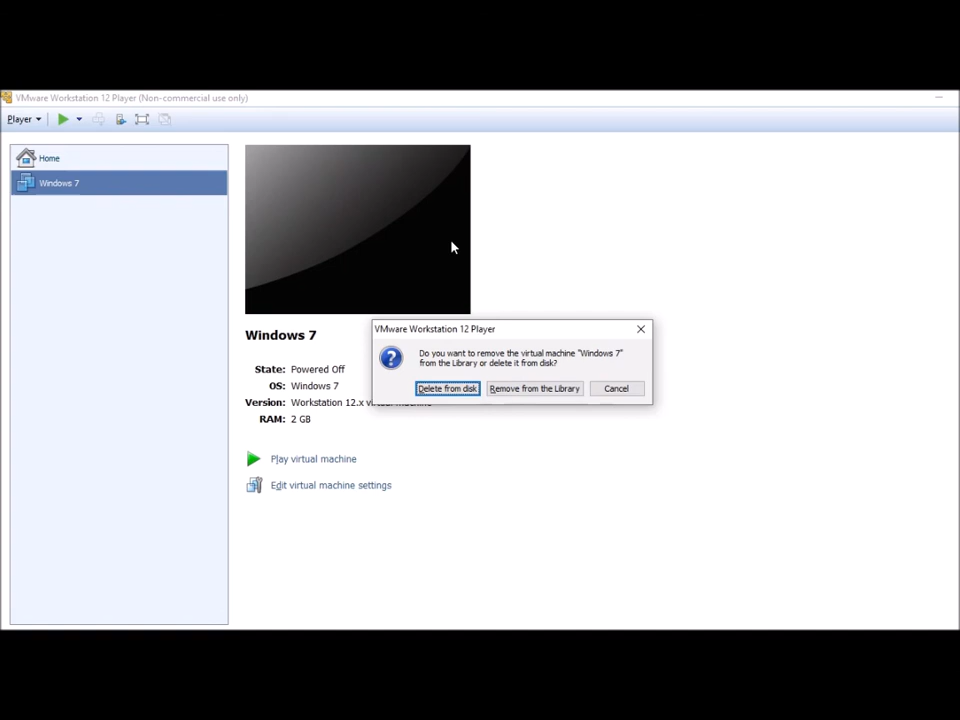 VMware Workstation 12 Player (Non-commercial use only)
Player
Home
Windows 7
Windows 7
State: Powered Off
OS: Windows 7
Version: Workstation 12.x virtual machine
RAM: 2 GB
Play virtual machine
Edit virtual machine settings
VMware Workstation 12 Player
Do you want to remove the virtual machine "Windows 7"
from the Library or delete it from disk?
Delete from disk
Remove from the Library
Cancel